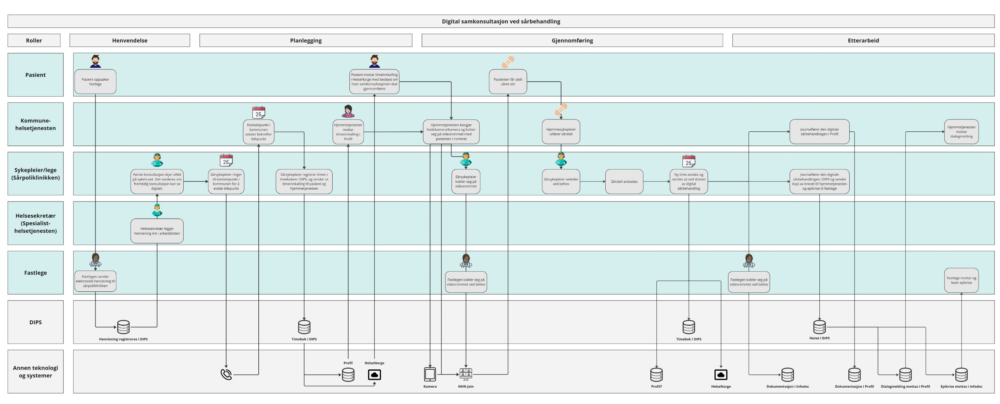 Digital samkonsultasjon ved sårbehandling
Roller
Henvendelse
Planlegging
Gjennomføring
Etterarbeid
Pasient
Pasient oppsøker
fastlege
Pasient mottar timeinnkalling
i HelseNorge med beskjed om
hvor samkonsultasjonen skal
gjennomføres
Pasienten får stelt
såret sitt
Kommune-
helsetjenesten
25
Kontaktpunkt i
kommunen
avtaler bekrefter
tidspunkt
Hjemmetjenesten
mottar
timeinnkalling i
Profil
Hjemmetjenesten klargjør
hodekamera/kamera og kobler
seg på videorommet med
pasienten i rommet
Hjemmesykepleier
utfører sårstell
Journalfører den digitale
sårbehandlingen i Profil
Hjemmetjenesten
mottar
dialogmelding
Sykepleier/lege
(Sårpoliklinikken)
Første konsultasjon skjer alltid
på sykehuset. Det vurderes om
fremtidig konsultasjon kan se
digitalt.
25
Sårsykepleier ringer
til kontaktpunkt i
kommunen for å
avtale tidspunkt
Sårsykepleier registrer timen i
timeboken i DIPS, og sender ut
timeinnkalling til pasient og
hjemmetjenesten
Sårsykepleier
kobler seg på
videorommet
Sårsykepleier veileder
ved behov
Sårstell avsluttes
25
Ny time avtales og
sendes ut ved slutten
av digital
sårbehandling
Journalfører den digitale
sårbehandlingen i DIPS og sender
kopi av brevet til hjemmetjenesten
og epikrise til fastlege
Helsesekretær
(Spesialist-
helsetjenesten)
Helsesekretær legger
henvisning inn i arbeidslisten
Fastlege
Fastlegen sender
elektronisk henvisning til
sårpoliklinikken
Fastlegen kobler seg på
videorommet ved behov
Fastlegen kobler seg på
videorommet ved behov
Fastlege mottar og
leser epikrise
DIPS
Henvisning registreres i DIPS
Timebok i DIPS
Timebok i DIPS
Notat i DIPS
Annen teknologi
og systemer
Profil
HelseNorge
Kamera
NHN Join
Profil?
HelseNorge
Dokumentasjon i Infodoc
Dokumentasjon i Profil
Dialogmelding mottas i Profil
Epikrise mottas i Infodoc